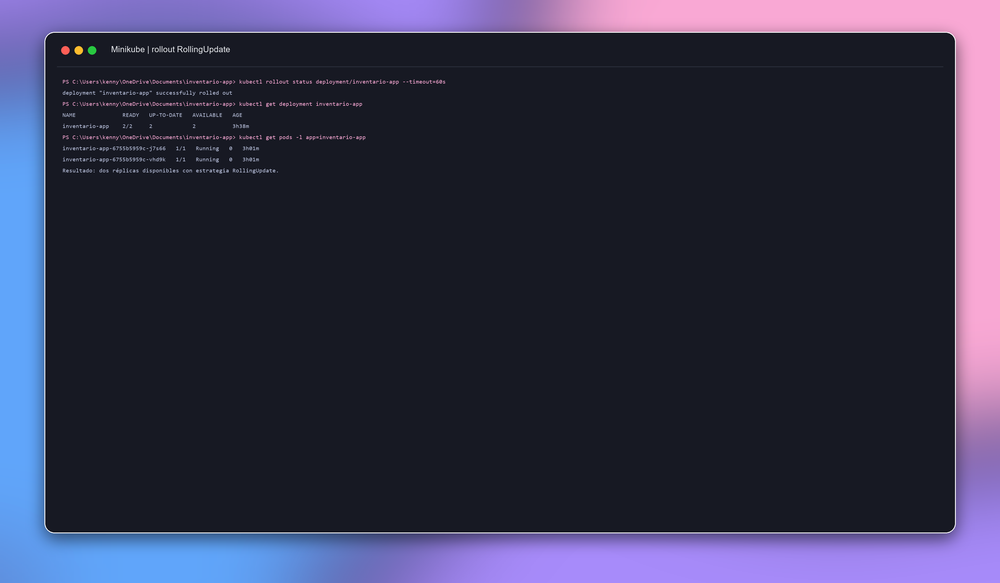 Minikube | rollout RollingUpdate
PS C:\Users\kenny\OneDrive\Documents\inventario-app> kubectl rollout status deployment/inventario-app --timeout=60s
deployment "inventario-app" successfully rolled out
PS C:\Users\kenny\OneDrive\Documents\inventario-app> kubectl get deployment inventario-app
NAME              READY   UP-TO-DATE   AVAILABLE   AGE
inventario-app    2/2     2            2           3h38m
PS C:\Users\kenny\OneDrive\Documents\inventario-app> kubectl get pods -l app=inventario-app
inventario-app-6755b5959c-j7s66   1/1   Running   0   3h01m
inventario-app-6755b5959c-vhd9k   1/1   Running   0   3h01m
Resultado: dos réplicas disponibles con estrategia RollingUpdate.